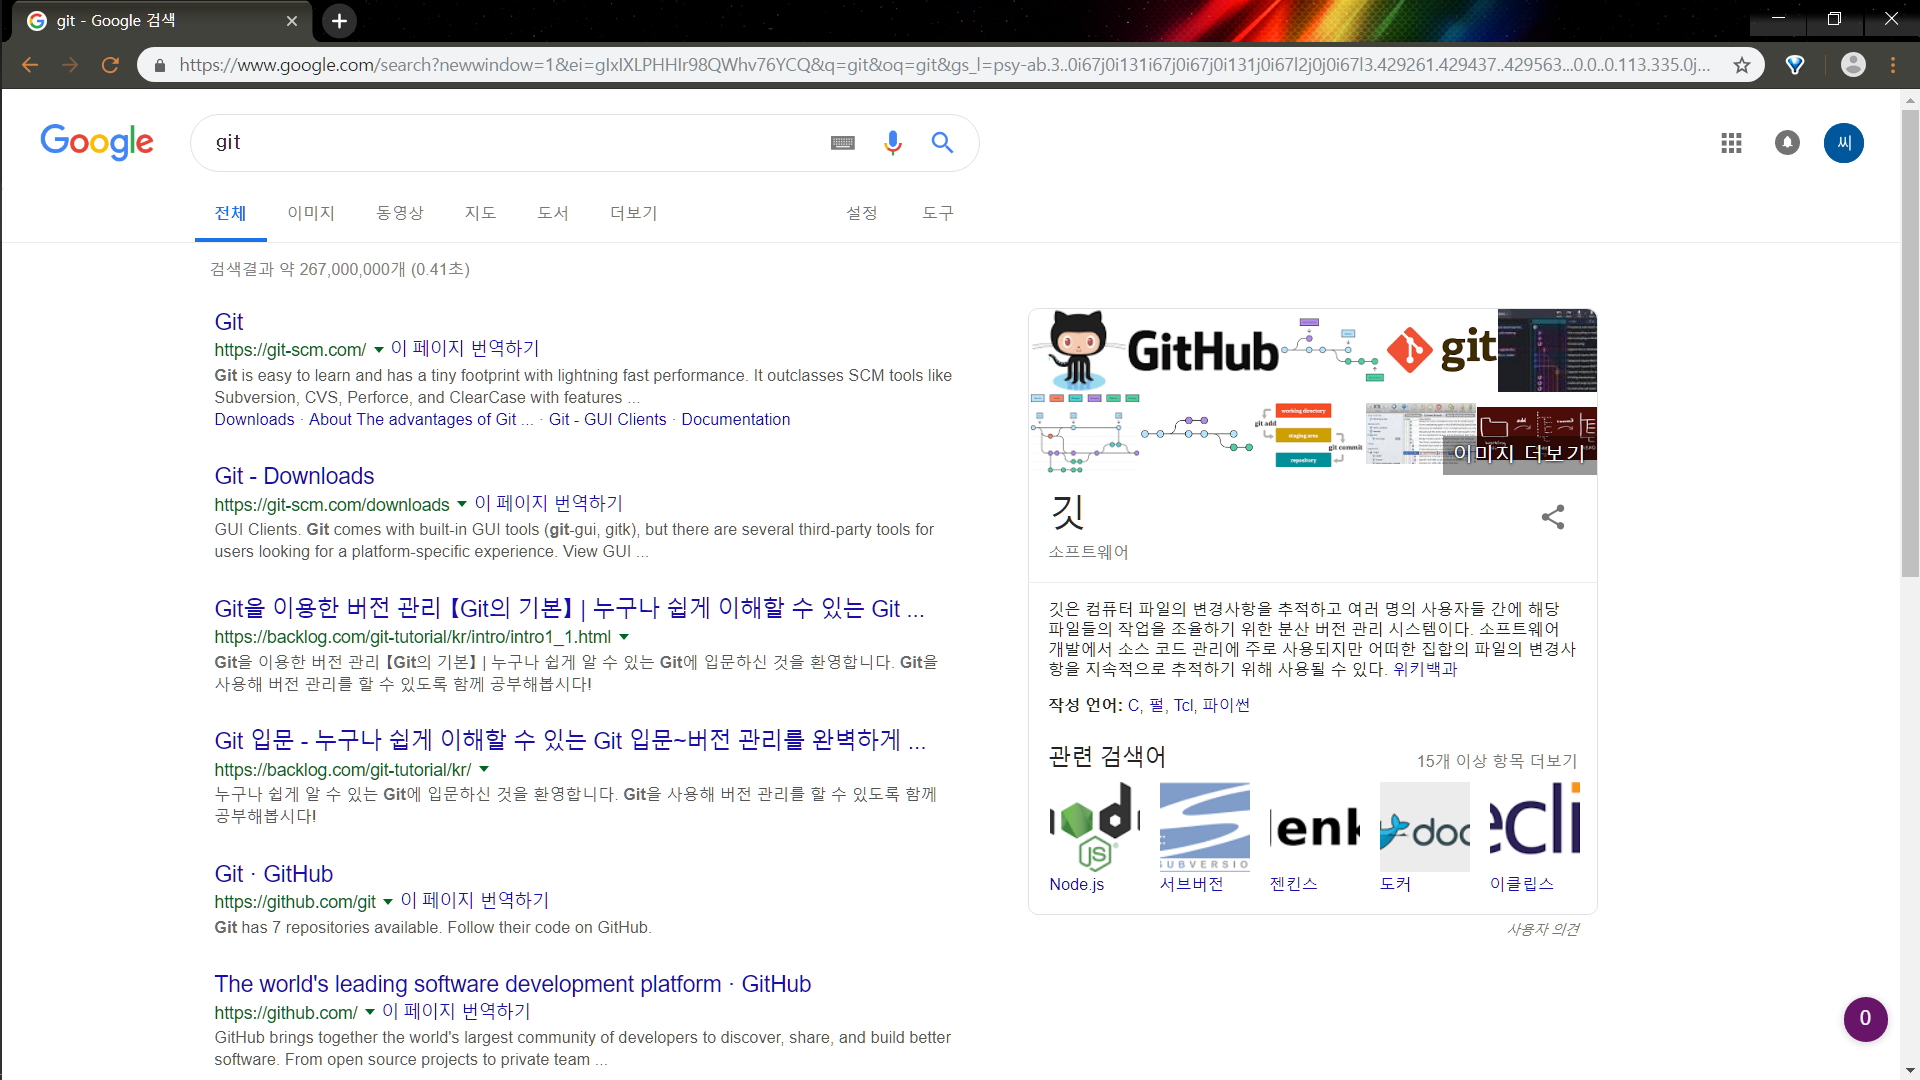 git - Google 검색
https://www.google.com/search?newwindow=1&ei=gIxIXLPHHIr98QWhv76YCQ&q=git&oq=git&gs_l=psy-ab.3..0i67j0i131i67j0i67j0i131j0i67l2j0j0i67l3.429261.429437..429563...0.0..0.113.335.0j...
Google
git
씨
전체 이미지 동영상 지도 도서 더보기 설정 도구
검색결과 약 267,000,000개 (0.41초)
Git
https://git-scm.com/ 이 페이지 번역하기
Git is easy to learn and has a tiny footprint with lightning fast performance. It outclasses SCM tools like
Subversion, CVS, Perforce, and ClearCase with features ...
Downloads · About The advantages of Git ... · Git - GUI Clients · Documentation
Git - Downloads
https://git-scm.com/downloads 이 페이지 번역하기
GUI Clients. Git comes with built-in GUI tools (git-gui, gitk), but there are several third-party tools for
users looking for a platform-specific experience. View GUI ...
Git을 이용한 버전 관리【Git의 기본】 | 누구나 쉽게 이해할 수 있는 Git ...
https://backlog.com/git-tutorial/kr/intro/intro1_1.html
Git을 이용한 버전 관리【Git의 기본】 | 누구나 쉽게 알 수 있는 Git에 입문하신 것을 환영합니다. Git을
사용해 버전 관리를 할 수 있도록 함께 공부해봅시다!
Git 입문 - 누구나 쉽게 이해할 수 있는 Git 입문~버전 관리를 완벽하게 ...
https://backlog.com/git-tutorial/kr/
누구나 쉽게 알 수 있는 Git에 입문하신 것을 환영합니다. Git을 사용해 버전 관리를 할 수 있도록 함께
공부해봅시다!
Git · GitHub
https://github.com/git 이 페이지 번역하기
Git has 7 repositories available. Follow their code on GitHub.
The world's leading software development platform · GitHub
https://github.com/ 이 페이지 번역하기
GitHub brings together the world's largest community of developers to discover, share, and build better
software. From open source projects to private team ...
GitHub
git
working directory
git add
staging area
git commit
repository
이미지 더보기
깃
소프트웨어
깃은 컴퓨터 파일의 변경사항을 추적하고 여러 명의 사용자들 간에 해당
파일들의 작업을 조율하기 위한 분산 버전 관리 시스템이다. 소프트웨어
개발에서 소스 코드 관리에 주로 사용되지만 어떠한 집합의 파일의 변경사
항을 지속적으로 추적하기 위해 사용될 수 있다. 위키백과
작성 언어: C, 펄, Tcl, 파이썬
관련 검색어
15개 이상 항목 더보기
Node.js 서브버전 젠킨스 도커 이클립스
사용자 의견
0